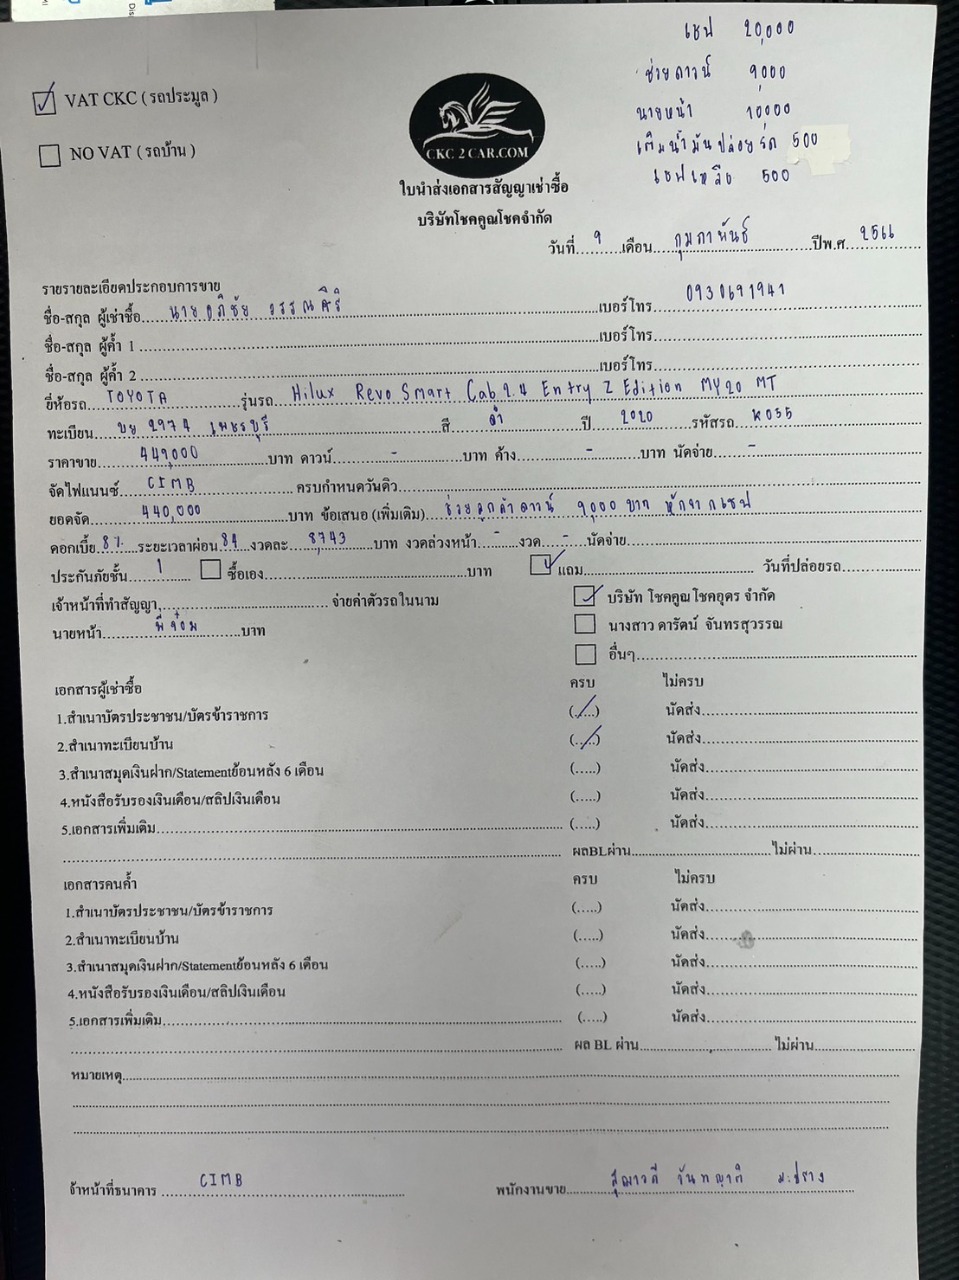 เซฟ 20,000
ช่วยดาวน์ 9,000
นายหน้า 10,000
เติมน้ำมันปล่อยรถ 500
เซฟเหลือ 500
VAT CKC ( รถประมูล )
NO VAT ( รถบ้าน )
CKC 2 CAR.COM
ใบนำส่งเอกสารสัญญาเช่าซื้อ
บริษัทโชคคูณโชคจำกัด
วันที่ 9 เดือน กุมภาพันธ์ ปีพ.ศ. 2566
รายรายละเอียดประกอบการขาย
ชื่อ-สกุล ผู้เช่าซื้อ นายอภิชัย วรรณศิริ เบอร์โทร 0930691941
ชื่อ-สกุล ผู้ค้ำ 1 เบอร์โทร
ชื่อ-สกุล ผู้ค้ำ 2 เบอร์โทร
ยี่ห้อรถ TOYOTA รุ่นรถ Hilux Revo Smart Cab 2.4 Entry Z Edition MY20 MT
ทะเบียน บย 2974 เพชรบุรี สี ดำ ปี 2020 รหัสรถ K055
ราคาขาย 449,000 บาท ดาวน์ - บาท ค้าง - บาท นัดจ่าย -
จัดไฟแนนซ์ CIMB ครบกำหนดวันคิว
ยอดจัด 440,000 บาท ข้อเสนอ (เพิ่มเติม) ช่วยลูกค้าดาวน์ 9,000 บาท หักจากเซฟ
ดอกเบี้ย 8% ระยะเวลาผ่อน 84 งวดละ 8,743 บาท งวดล่วงหน้า - งวด - นัดจ่าย
ประกันภัยชั้น 1 ซื้อเอง บาท แถม วันที่ปล่อยรถ
เจ้าหน้าที่ทำสัญญา จ่ายค่าตัวรถในนาม บริษัท โชคคูณโชคอุดร จำกัด
นายหน้า พี่จ๋อม บาท นางสาว ดารัตน์ จันทรสุวรรณ
อื่นๆ
เอกสารผู้เช่าซื้อ ครบ ไม่ครบ
1.สำเนาบัตรประชาชน/บัตรข้าราชการ (.....) นัดส่ง
2.สำเนาทะเบียนบ้าน (.....) นัดส่ง
3.สำเนาสมุดเงินฝาก/Statementย้อนหลัง 6 เดือน (.....) นัดส่ง
4.หนังสือรับรองเงินเดือน/สลิปเงินเดือน (.....) นัดส่ง
5.เอกสารเพิ่มเติม (.....) นัดส่ง
ผลBLผ่าน ไม่ผ่าน
เอกสารคนค้ำ ครบ ไม่ครบ
1.สำเนาบัตรประชาชน/บัตรข้าราชการ (.....) นัดส่ง
2.สำเนาทะเบียนบ้าน (.....) นัดส่ง
3.สำเนาสมุดเงินฝาก/Statementย้อนหลัง 6 เดือน (.....) นัดส่ง
4.หนังสือรับรองเงินเดือน/สลิปเงินเดือน (.....) นัดส่ง
5.เอกสารเพิ่มเติม (.....) นัดส่ง
ผล BL ผ่าน ไม่ผ่าน
หมายเหตุ
จ้าหน้าที่ธนาคาร CIMB พนักงานขาย สุฌาวดี จันทญาติ มะปราง